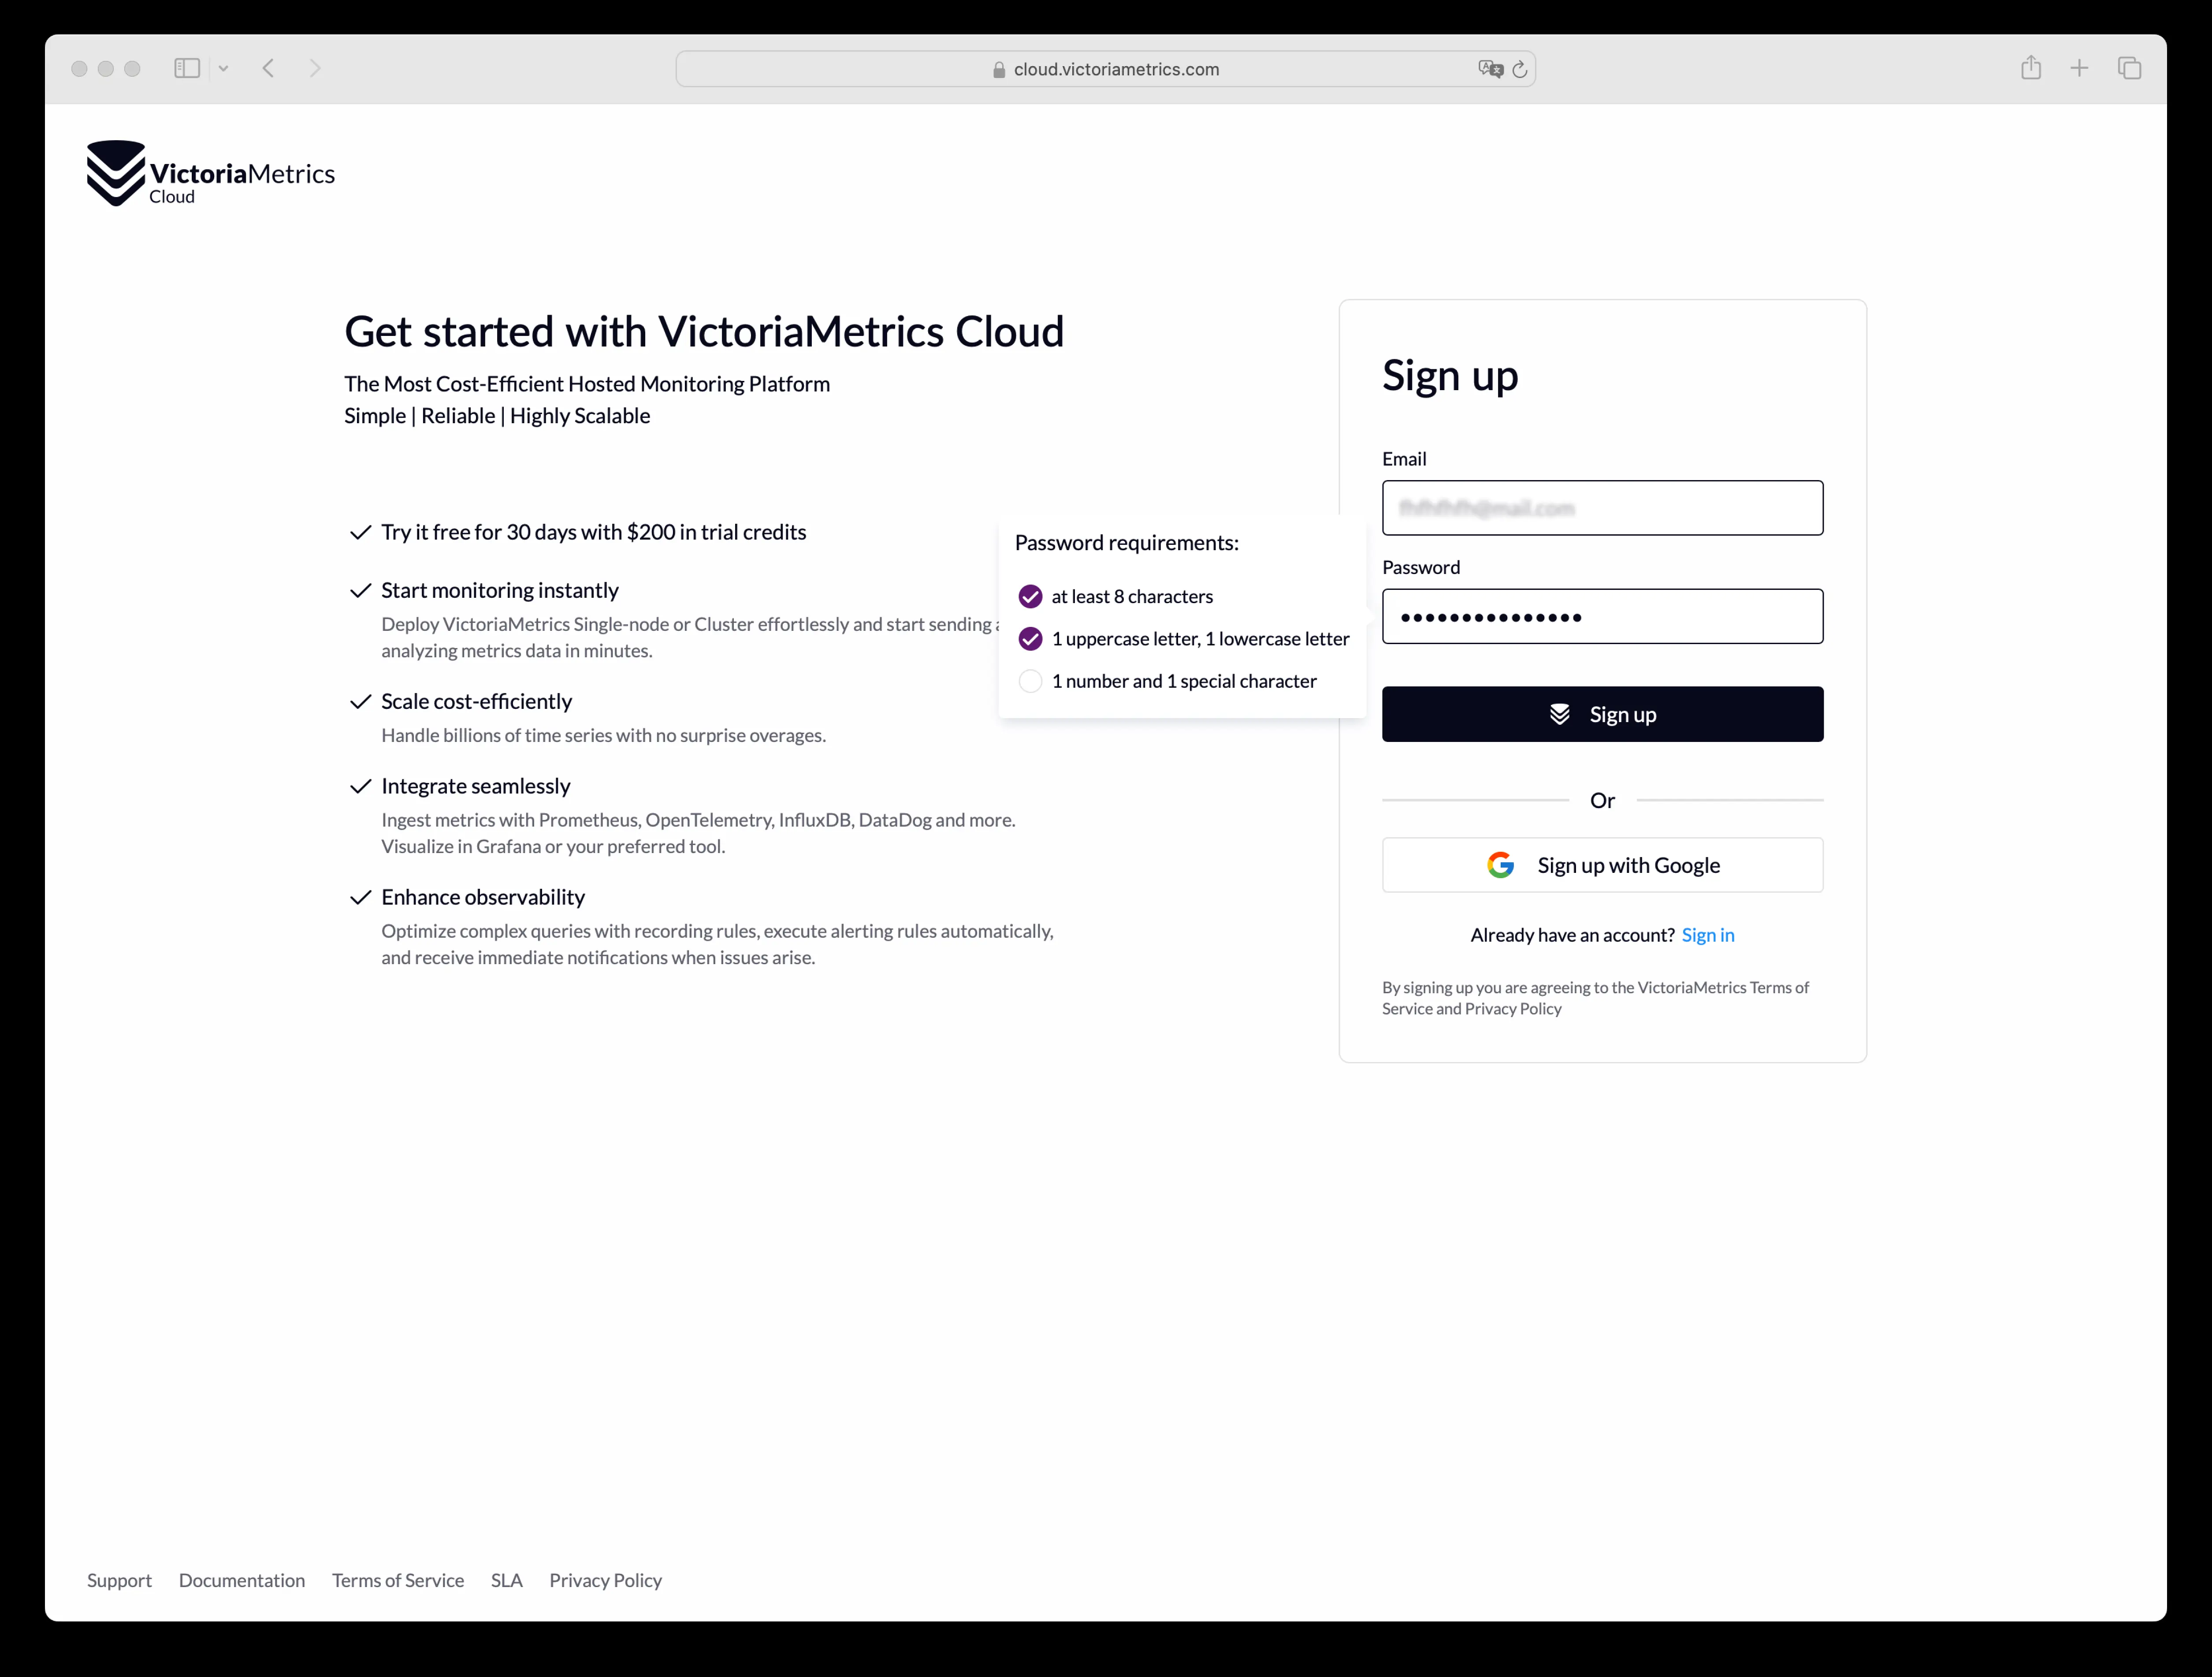 cloud.victoriametrics.com
VictoriaMetrics
Cloud
Get started with VictoriaMetrics Cloud
The Most Cost-Efficient Hosted Monitoring Platform
Simple | Reliable | Highly Scalable
Try it free for 30 days with $200 in trial credits
Start monitoring instantly
Deploy VictoriaMetrics Single-node or Cluster effortlessly and start sending
analyzing metrics data in minutes.
Scale cost-efficiently
Handle billions of time series with no surprise overages.
Integrate seamlessly
Ingest metrics with Prometheus, OpenTelemetry, InfluxDB, DataDog and more.
Visualize in Grafana or your preferred tool.
Enhance observability
Optimize complex queries with recording rules, execute alerting rules automatically,
and receive immediate notifications when issues arise.
Password requirements:
at least 8 characters
1 uppercase letter, 1 lowercase letter
1 number and 1 special character
Sign up
Email
Password
Sign up
Or
Sign up with Google
Already have an account? Sign in
By signing up you are agreeing to the VictoriaMetrics Terms of
Service and Privacy Policy
Support Documentation Terms of Service SLA Privacy Policy